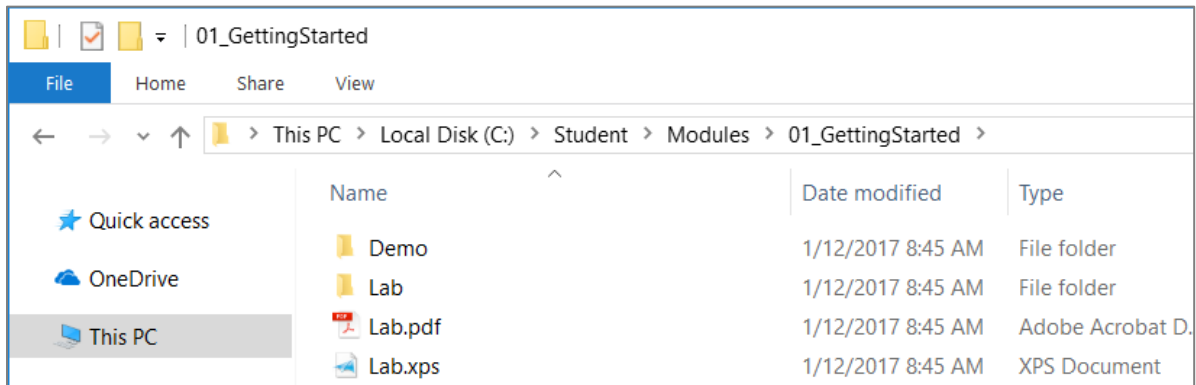 01_GettingStarted
File Home Share View
This PC > Local Disk (C:) > Student > Modules > 01_GettingStarted >
Name Date modified Type
Quick access
OneDrive
This PC
Demo 1/12/2017 8:45 AM File folder
Lab 1/12/2017 8:45 AM File folder
PDF Lab.pdf 1/12/2017 8:45 AM Adobe Acrobat D.
Lab.xps 1/12/2017 8:45 AM XPS Document